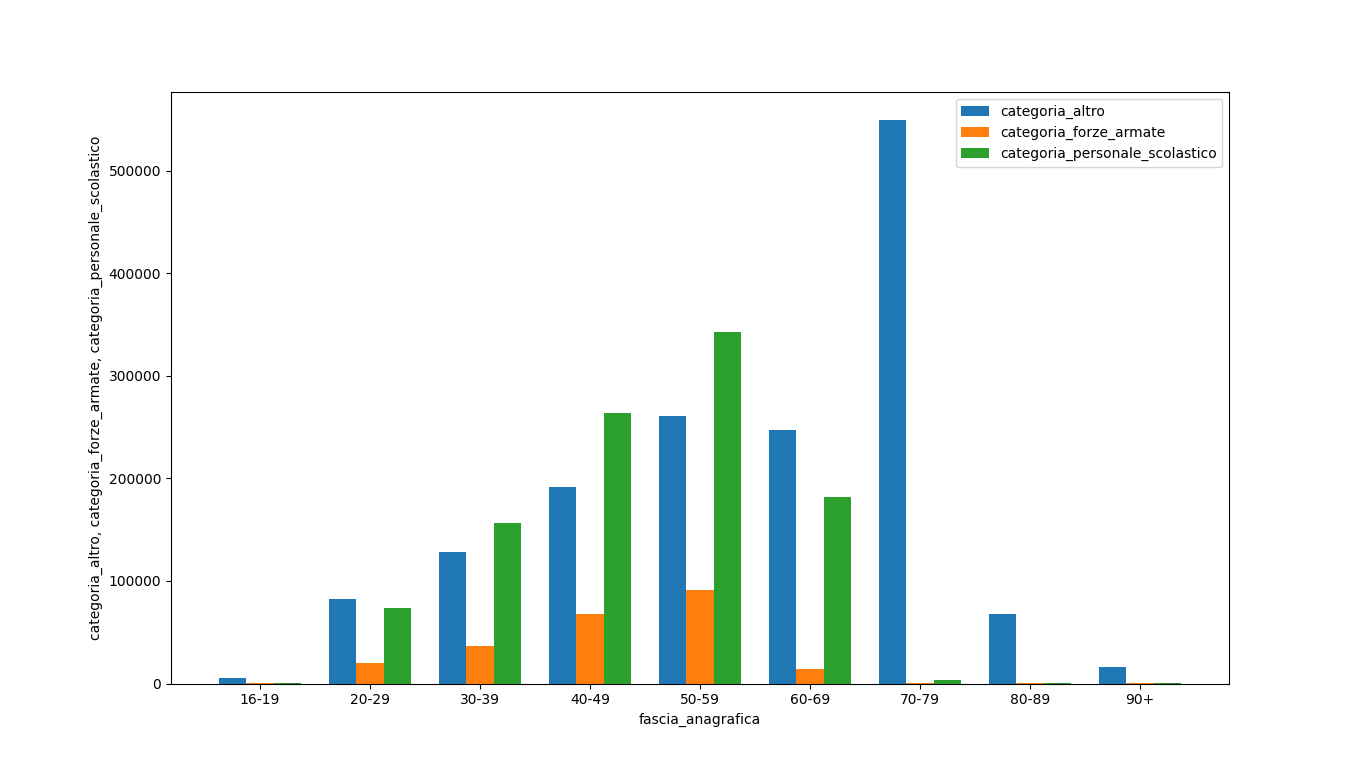 categoria_altro
categoria_forze_armate
categoria_personale_scolastico
categoria_altro, categoria_forze_armate, categoria_personale_scolastico
500000
400000
300000
200000
100000
0
16-19 20-29 30-39 40-49 50-59 60-69 70-79 80-89 90+
fascia_anagrafica